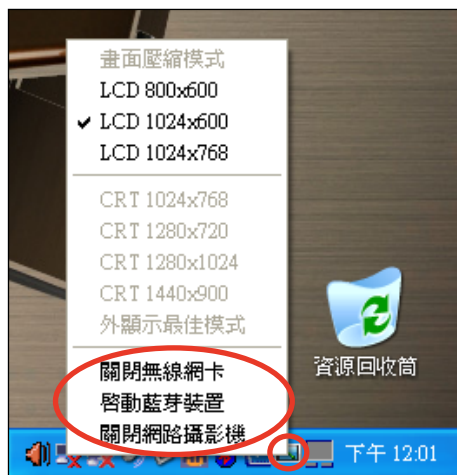 畫面壓縮模式
LCD 800x600
LCD 1024x600
LCD 1024x768
CRT 1024x768
CRT 1280x720
CRT 1280x1024
CRT 1440x900
外顯示最佳模式
關閉無線網卡
啓動藍芽裝置
關閉網路攝影機
資源回收筒
下午 12:01